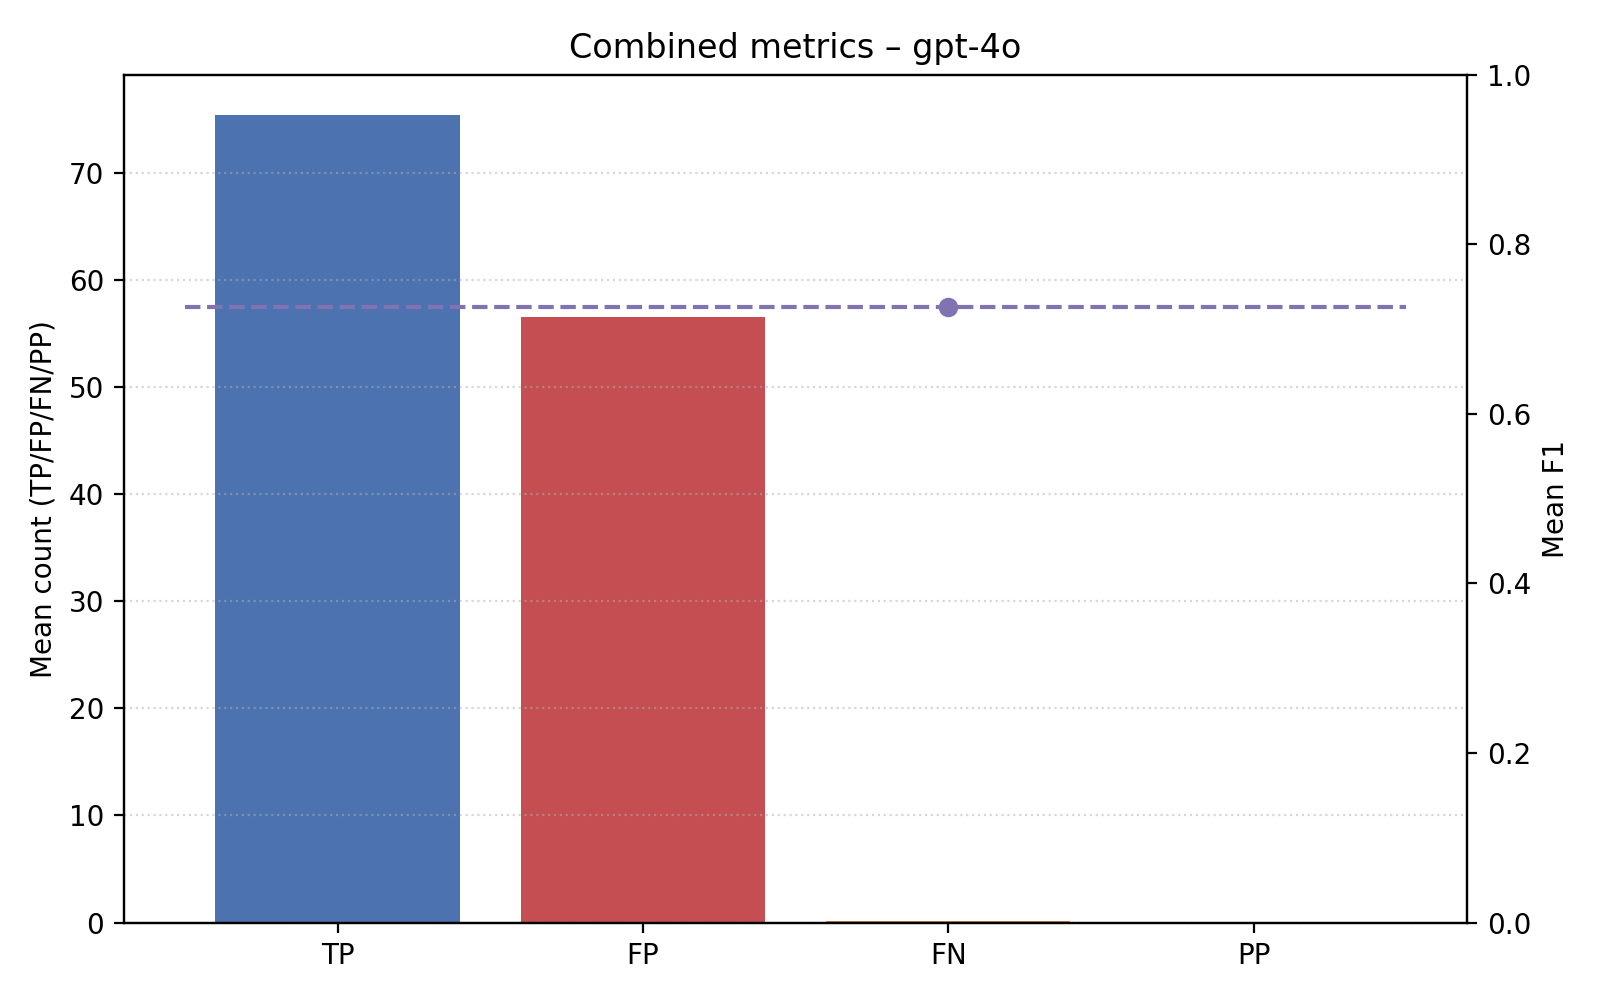 Combined metrics – gpt-4o
Mean count (TP/FP/FN/PP)
70
60
50
40
30
20
10
0
TP
FP
FN
PP
1.0
0.8
0.6
0.4
0.2
0.0
Mean F1